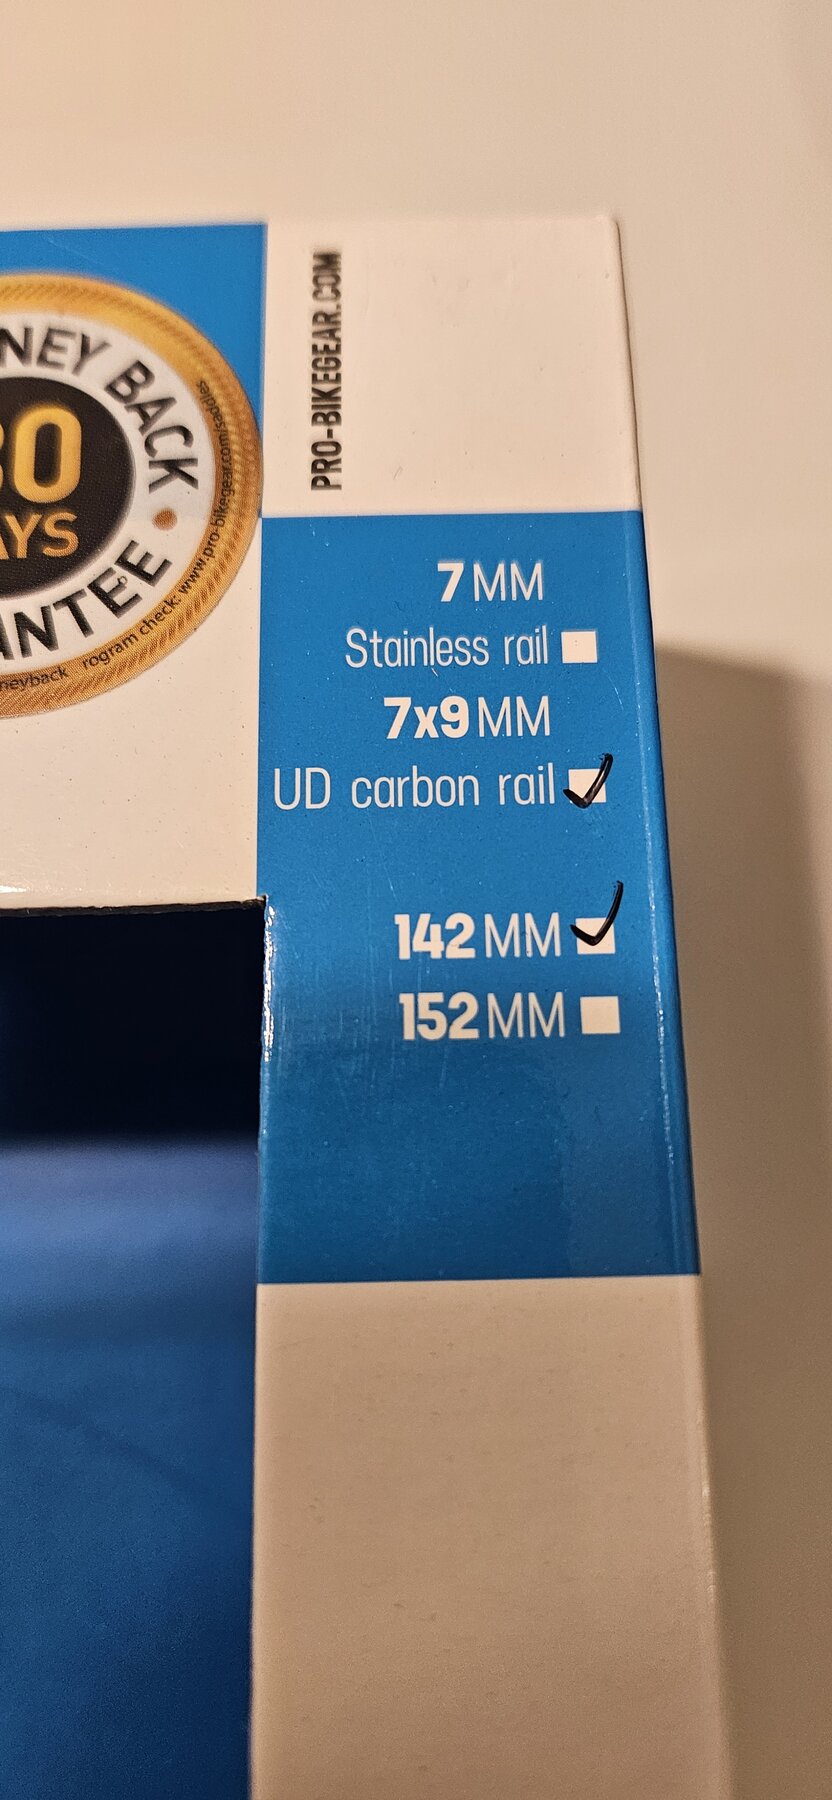 NEY BACK
30
AYS
ANTEE
neyback rogram check: www.pro-bikegear.com/saddles
PRO-BIKEGEAR.COM
7MM
Stainless rail
7x9MM
UD carbon rail
142MM
152MM